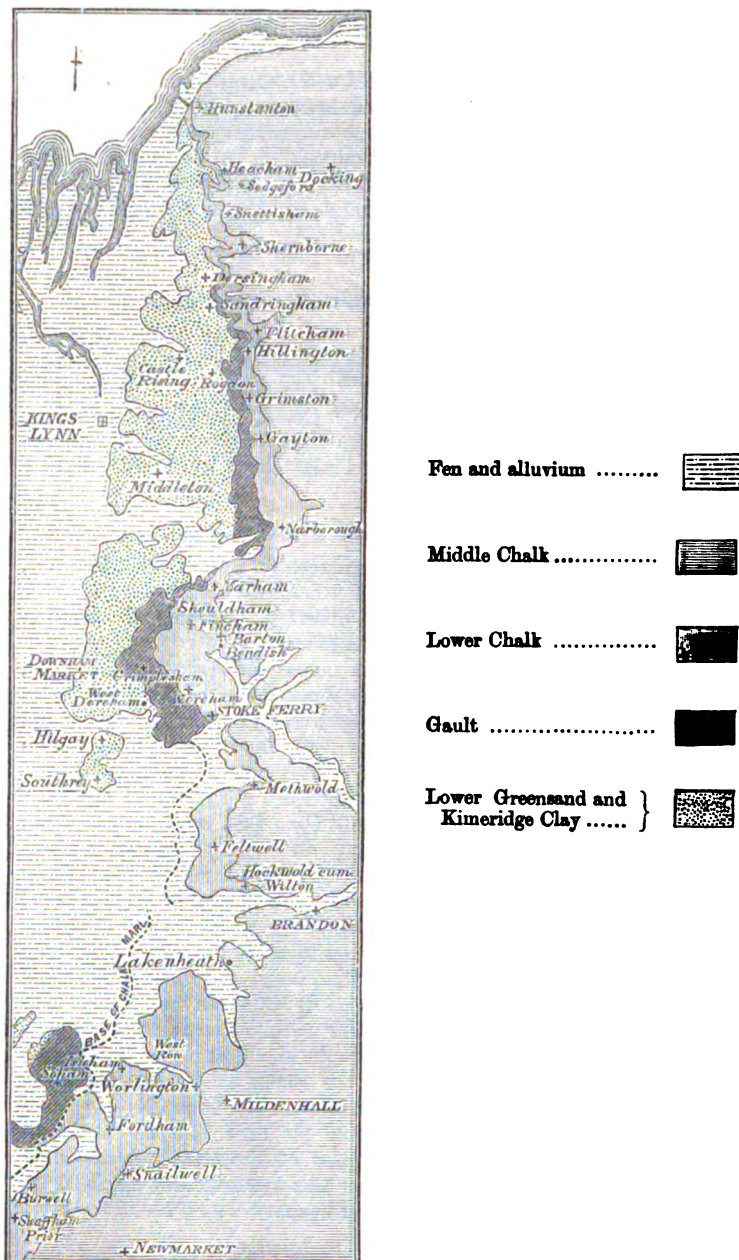 Hunstanton
Heacham
Docking
Sedgeford
Snettisham
Shernborne
Dersingham
Sandringham
Flitcham
Hillington
Castle
Rising
Roydon
Grimston
KINGS
LYNN
Gayton
Middleton
Narborough
Marham
Shouldham
Fincham
Barton
Bendish
DOWNHAM
MARKET
Crimplesham
West
Dereham
Wereham
STOKE FERRY
Hilgay
Southrey
Methwold
Feltwell
Hockwold cum
Wilton
BRANDON
Lakenheath
BASE OF CHALK MARL
West
Row
Soham
Worlington
MILDENHALL
Fordham
Snailwell
Burwell
Swaffham
Prior
NEWMARKET
Fen and alluvium .........
Middle Chalk ...............
Lower Chalk ...............
Gault ........................
Lower Greensand and
Kimeridge Clay ......